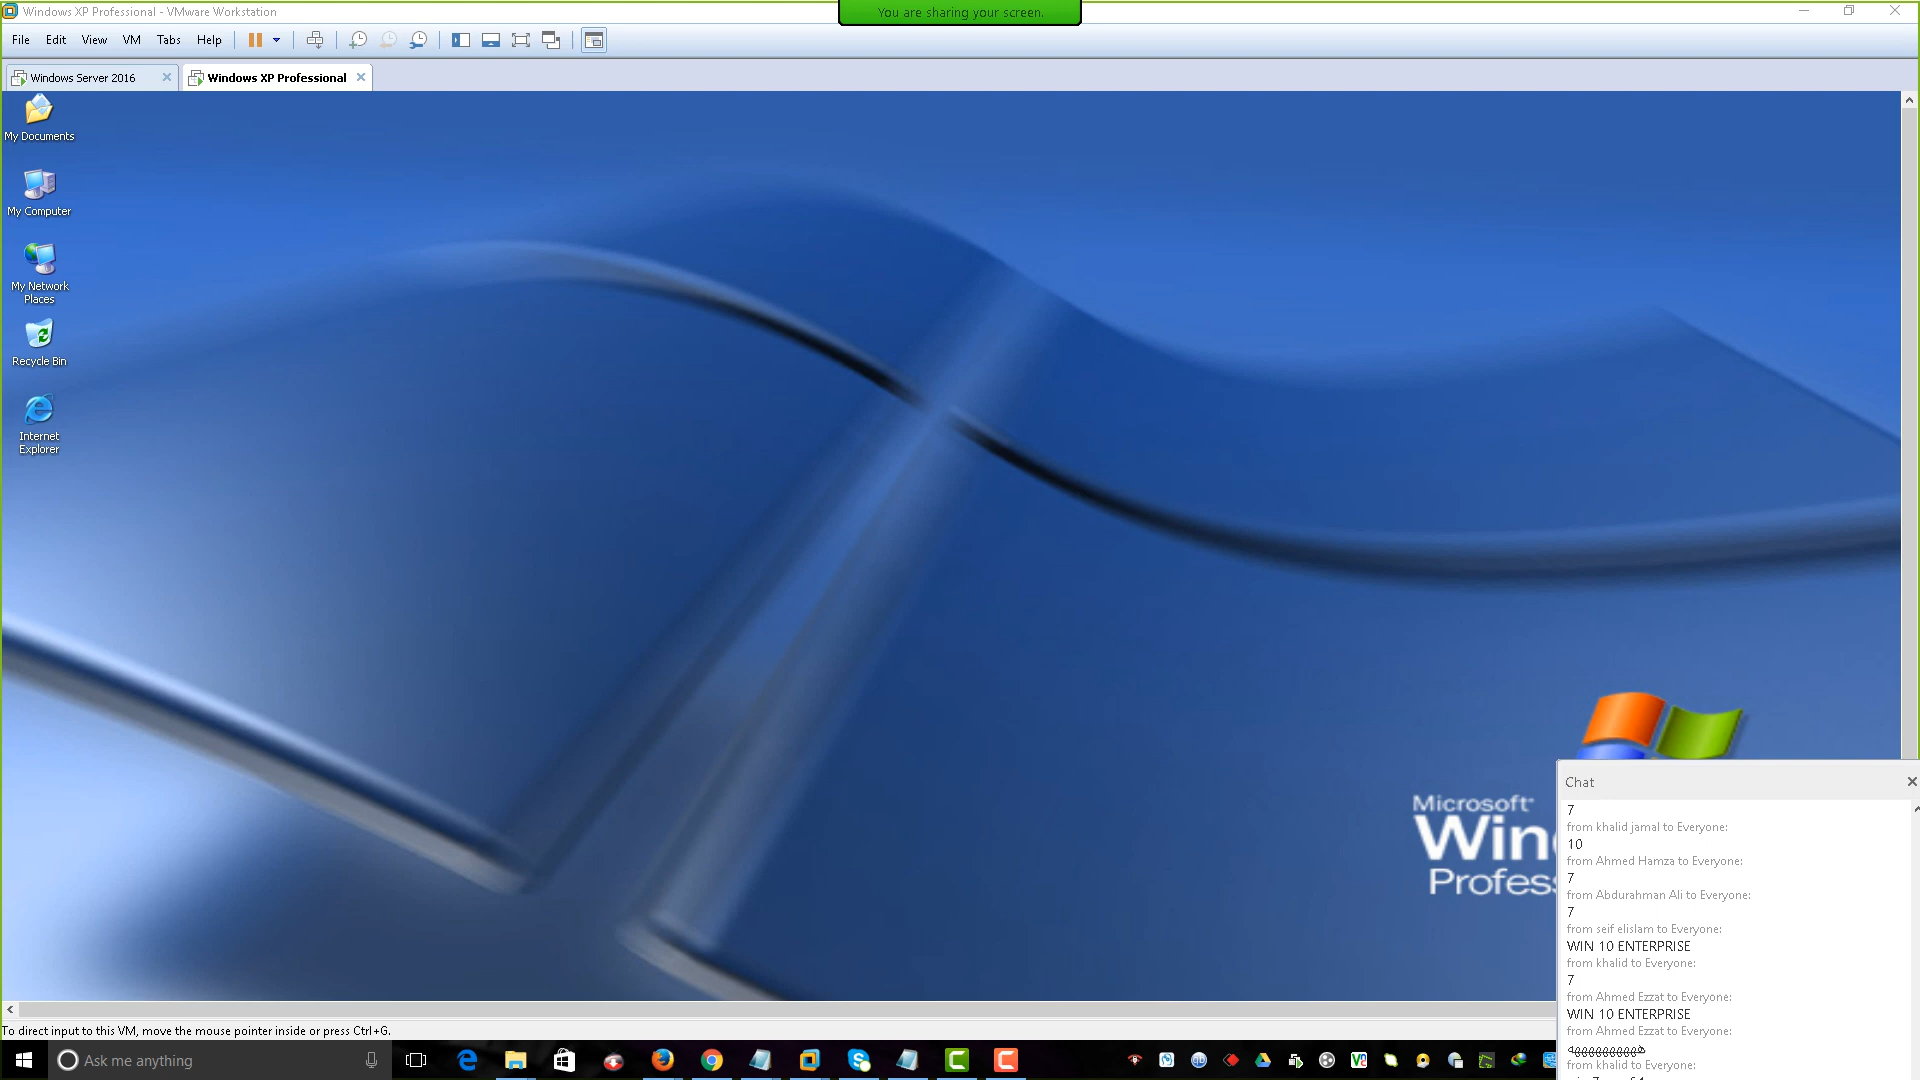 Windows XP Professional - VMware Workstation
You are sharing your screen.
File Edit View VM Tabs Help
Windows Server 2016
Windows XP Professional
My Documents
My Computer
My Network
Places
Recycle Bin
Internet
Explorer
Microsoft
Win
Profess
Chat
7
from khalid jamal to Everyone:
10
from Ahmed Hamza to Everyone:
7
from Abdurahman Ali to Everyone:
7
from seif elislam to Everyone:
WIN 10 ENTERPRISE
from khalid to Everyone:
7
from Ahmed Ezzat to Everyone:
WIN 10 ENTERPRISE
from Ahmed Ezzat to Everyone:
from khalid to Everyone:
To direct input to this VM, move the mouse pointer inside or press Ctrl+G.
Ask me anything